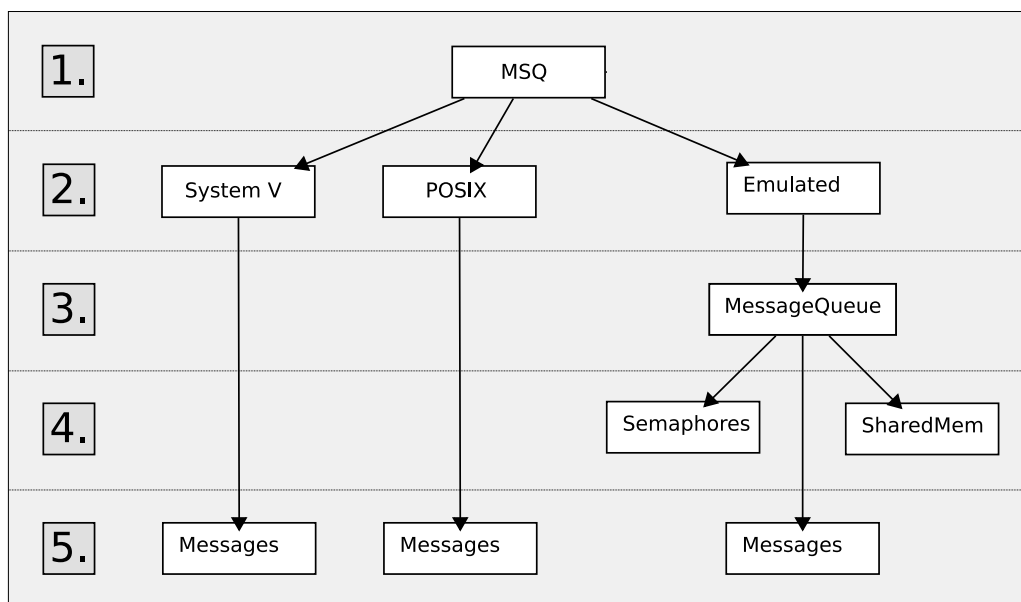 1.
MSQ
2.
System V
POSIX
Emulated
3.
MessageQueue
4.
Semaphores
SharedMem
5.
Messages
Messages
Messages